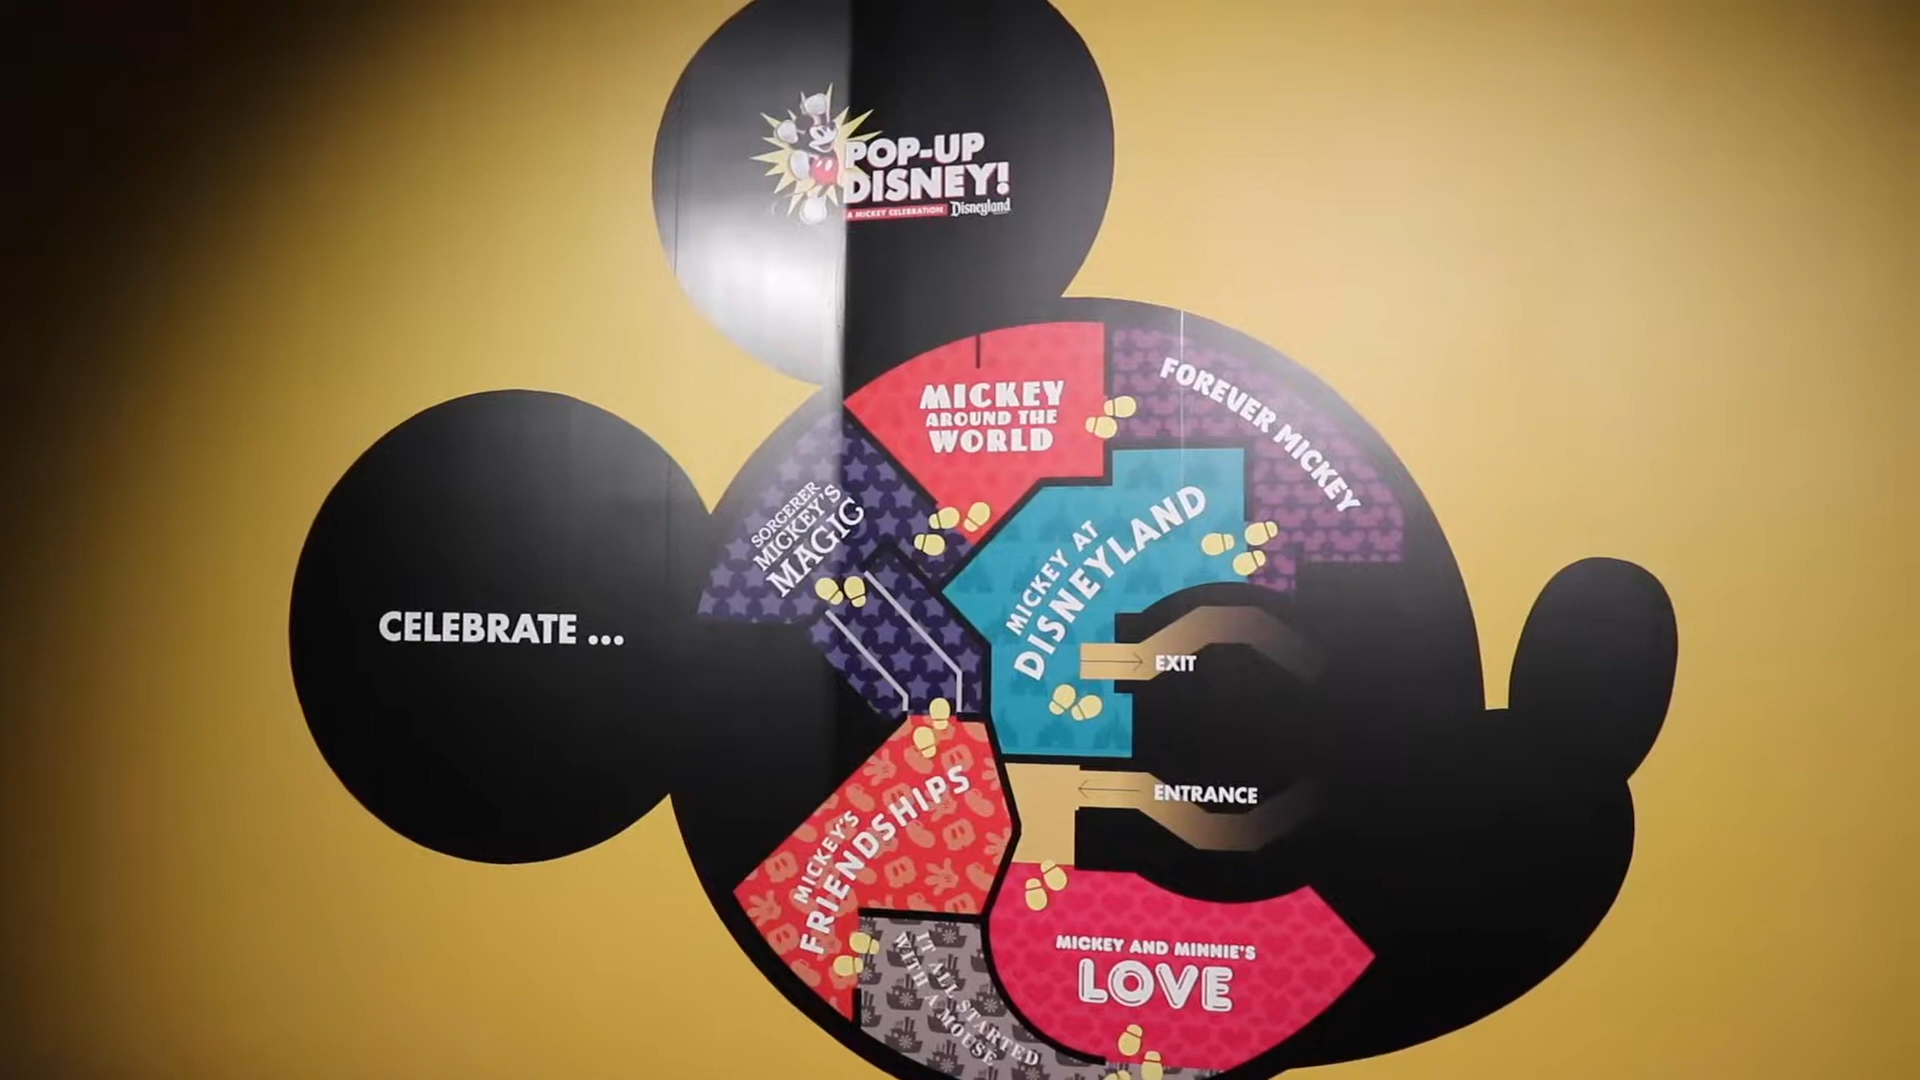 POP-UP
DISNEY!
A MICKEY CELEBRATION Disneyland
MICKEY
AROUND THE
WORLD
FOREVER MICKEY
SORCERER
MICKEY'S
MAGIC
MICKEY AT
DISNEYLAND
CELEBRATE ...
EXIT
ENTRANCE
MICKEY'S
FRIENDSHIPS
IT ALL STARTED
WITH A MOUSE
MICKEY AND MINNIE'S
LOVE